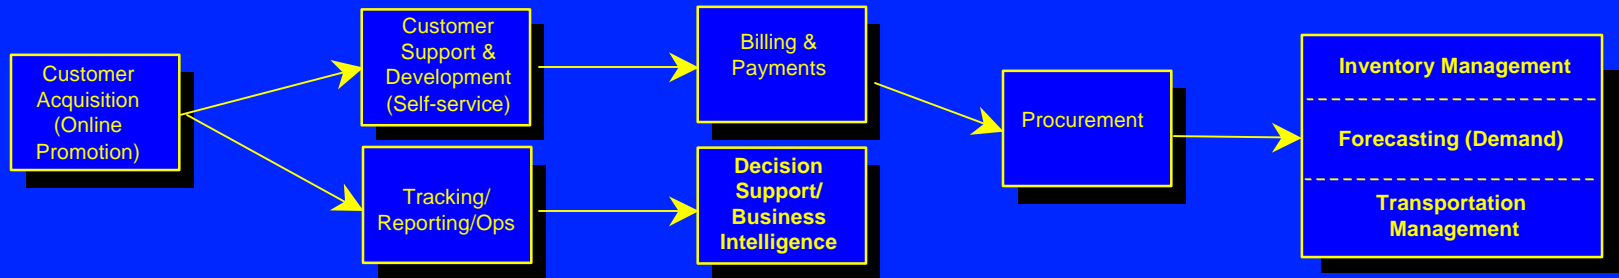 Customer
Acquisition
(Online
Promotion)
Customer
Support &
Development
(Self-service)
Tracking/
Reporting/Ops
Billing &
Payments
Decision
Support/
Business
Intelligence
Procurement
Inventory Management
Forecasting (Demand)
Transportation
Management